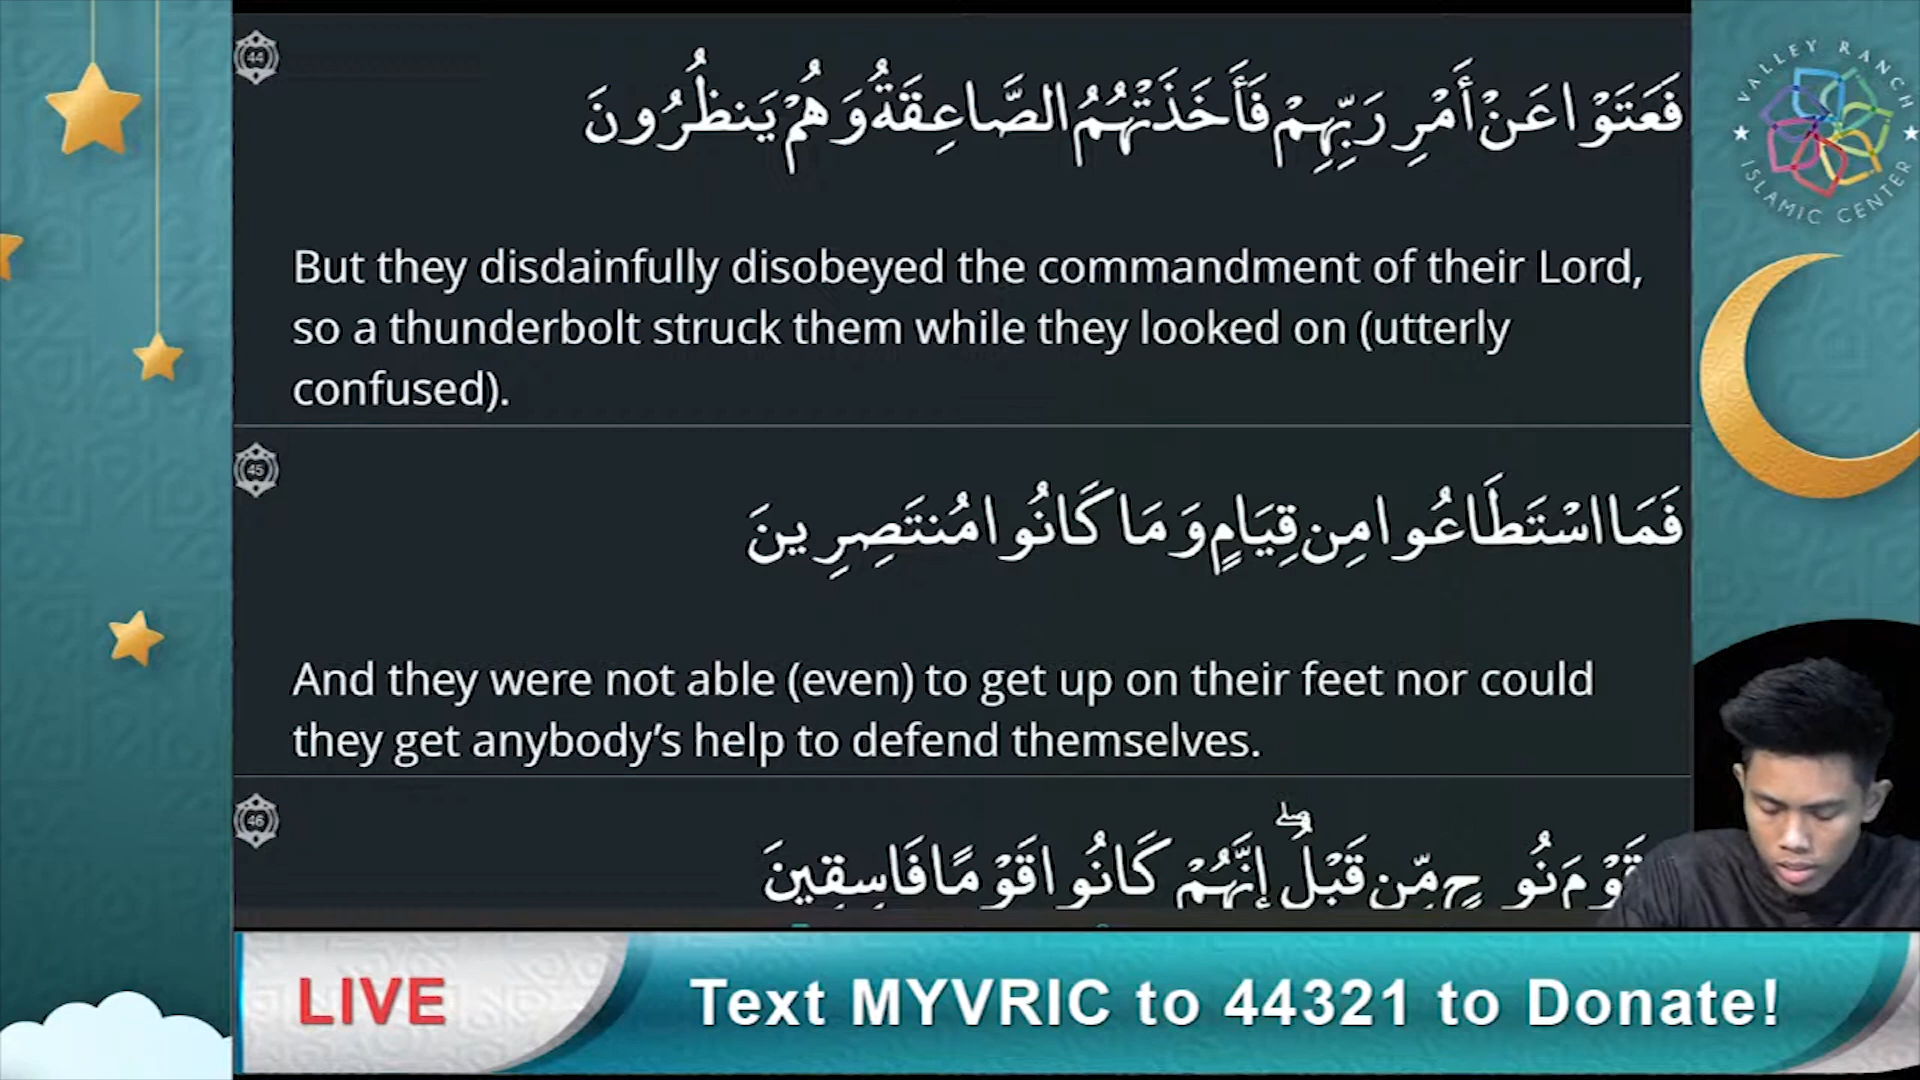 44
فَعَتَوْا عَنْ أَمْرِ رَبِّهِمْ فَأَخَذَتْهُمُ الصَّاعِقَةُ وَهُمْ يَنظُرُونَ
But they disdainfully disobeyed the commandment of their Lord,
so a thunderbolt struck them while they looked on (utterly
confused).
45
فَمَا اسْتَطَاعُوا مِن قِيَامٍ وَمَا كَانُوا مُنتَصِرِينَ
And they were not able (even) to get up on their feet nor could
they get anybody’s help to defend themselves.
46
قَوْمَ نُوحٍ مِّن قَبْلُ ۖ إِنَّهُمْ كَانُوا قَوْمًا فَاسِقِينَ
VALLEY RANCH
ISLAMIC CENTER
LIVE
Text MYVRIC to 44321 to Donate!